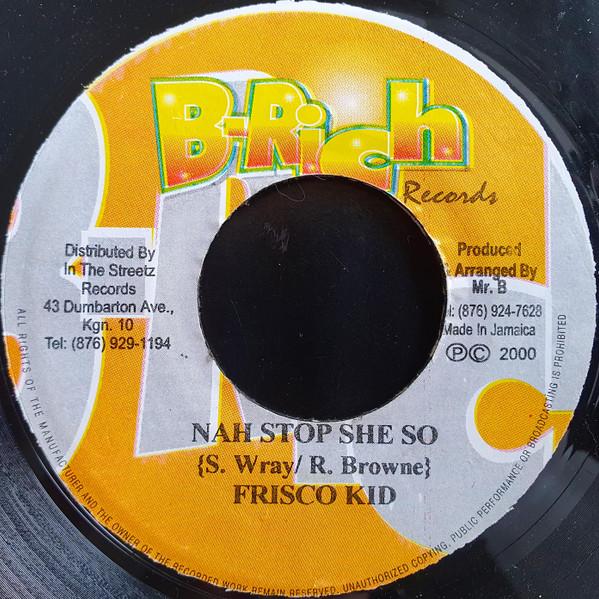 B-Rich
Records
Distributed By
In The Streetz
Records
43 Dumbarton Ave.,
Kgn. 10
Tel: (876) 929-1194
Produced
& Arranged By
Mr. B
el: (876) 924-7628
Made In Jamaica
Ⓟ© 2000
NAH STOP SHE SO
{S. Wray/ R. Browne}
FRISCO KID
ALL RIGHTS OF THE MANUFACTURER AND THE OWNER OF THE RECORDED WORK REMAIN RESERVED. UNAUTHORIZED COPYING, PUBLIC PERFORMANCE OR BROADCASTING IS PROHIBITED